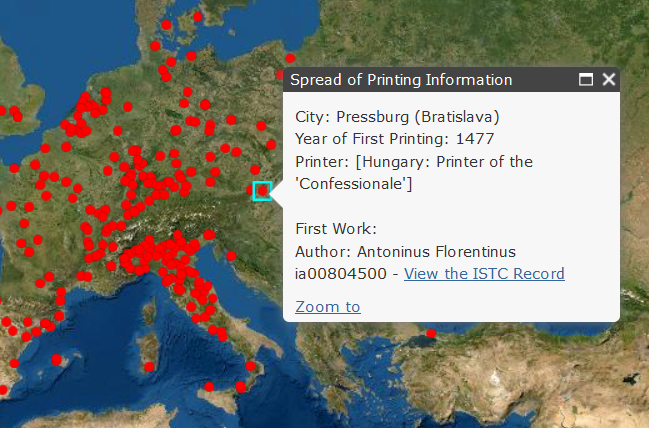 Spread of Printing Information
City: Pressburg (Bratislava)
Year of First Printing: 1477
Printer: [Hungary: Printer of the
'Confessionale']
First Work:
Author: Antoninus Florentinus
ia00804500 - View the ISTC Record
Zoom to